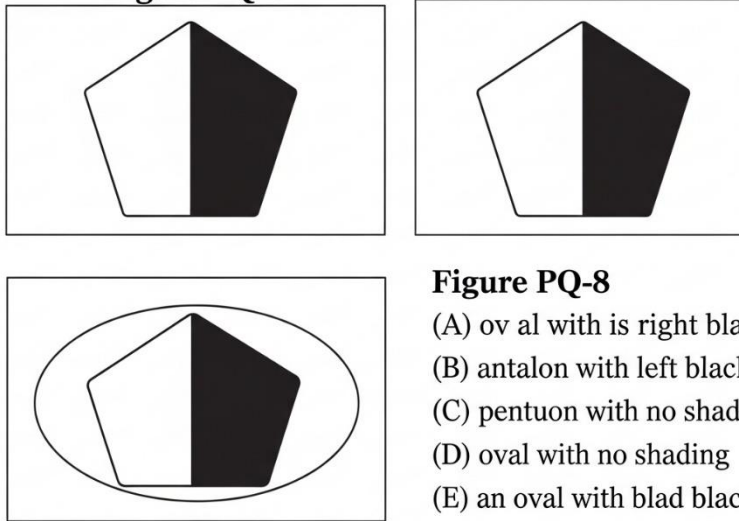 Figure PQ-8
(A) ov al with is right bla
(B) antalon with left black
(C) pentuon with no shad
(D) oval with no shading
(E) an oval with blad blac